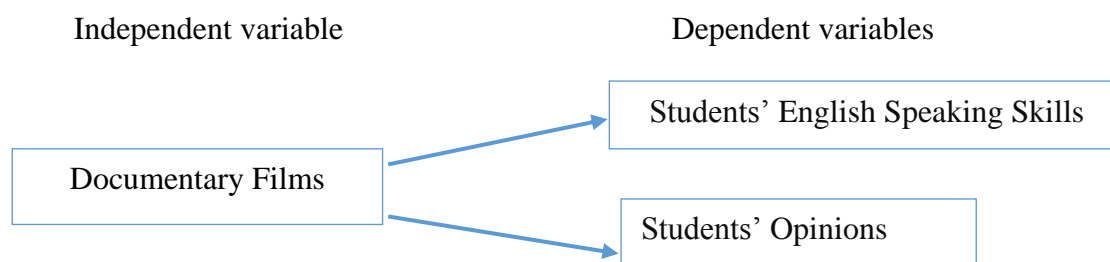 Independent variable
Dependent variables
Students’ English Speaking Skills
Documentary Films
Students’ Opinions